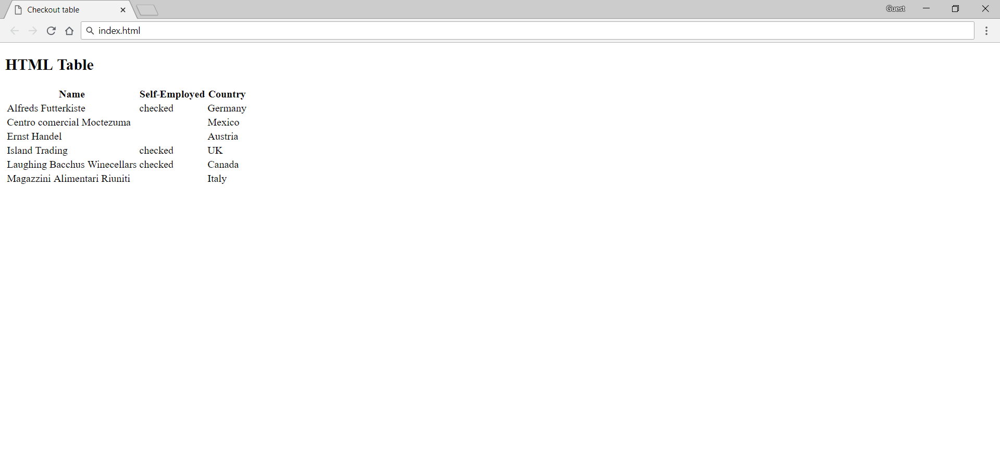 Checkout table
Guest
index.html
HTML Table
Name Self-Employed Country
Alfreds Futterkiste checked Germany
Centro comercial Moctezuma Mexico
Ernst Handel Austria
Island Trading checked UK
Laughing Bacchus Winecellars checked Canada
Magazzini Alimentari Riuniti Italy